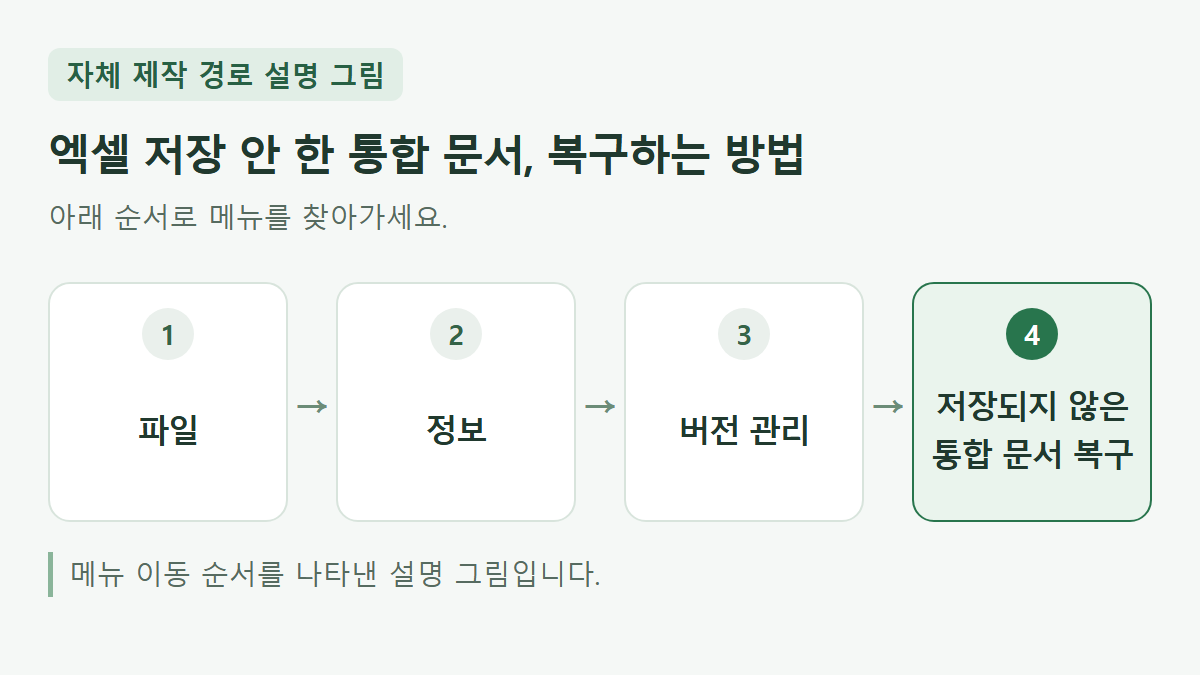 자체 제작 경로 설명 그림
엑셀 저장 안 한 통합 문서, 복구하는 방법
아래 순서로 메뉴를 찾아가세요.
1
파일
→
2
정보
→
3
버전 관리
→
4
저장되지 않은
통합 문서 복구
메뉴 이동 순서를 나타낸 설명 그림입니다.